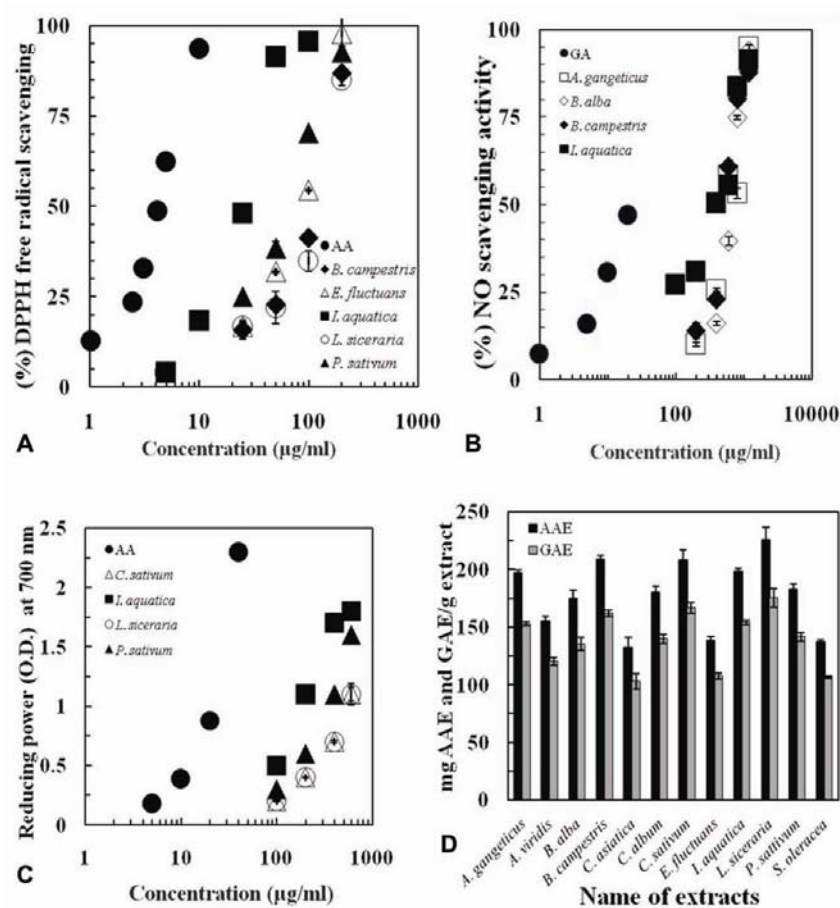 (%) DPPH free radical scavenging
100
75
50
25
0
AA
B. campestris
E. fluctuans
I. aquatica
L. siceraria
P. sativum
1
10
100
1000
Concentration (µg/ml)
A
(%) NO scavenging activity
100
75
50
25
0
GA
A. gangeticus
B. alba
B. campestris
I. aquatica
1
100
10000
Concentration (µg/ml)
B
Reducing power (O.D.) at 700 nm
2.5
2
1.5
1
0.5
0
AA
C. sativum
I. aquatica
L. siceraria
P. sativum
1
10
100
1000
Concentration (µg/ml)
C
mg AAE and GAE/g extract
250
200
150
100
50
0
AAE
GAE
A. gangeticus
A. viridis
B. alba
B. campestris
C. asiatica
C. album
C. sativum
E. fluctuans
I. aquatica
L. siceraria
P. sativum
S. oleracea
D
Name of extracts